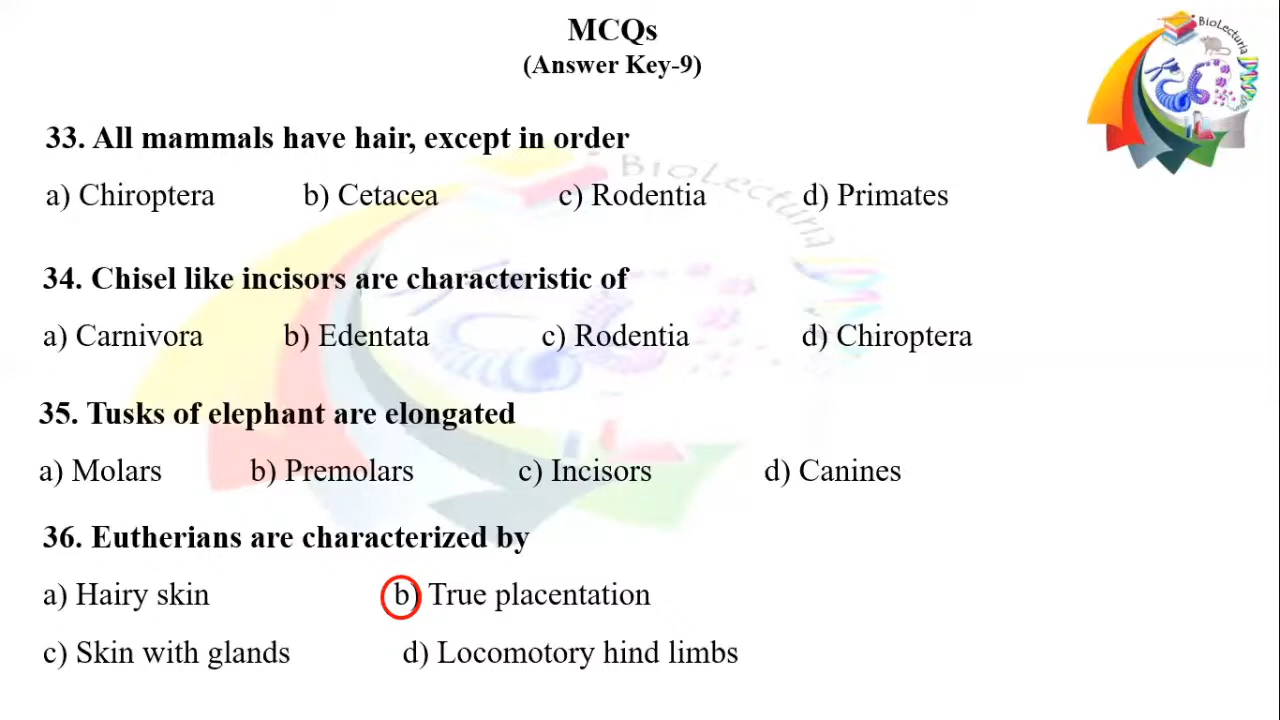 MCQs
(Answer Key-9)
BioLecturia
33. All mammals have hair, except in order
a) Chiroptera b) Cetacea c) Rodentia d) Primates
34. Chisel like incisors are characteristic of
a) Carnivora b) Edentata c) Rodentia d) Chiroptera
35. Tusks of elephant are elongated
a) Molars b) Premolars c) Incisors d) Canines
36. Eutherians are characterized by
a) Hairy skin b) True placentation
c) Skin with glands d) Locomotory hind limbs
BioLecturia